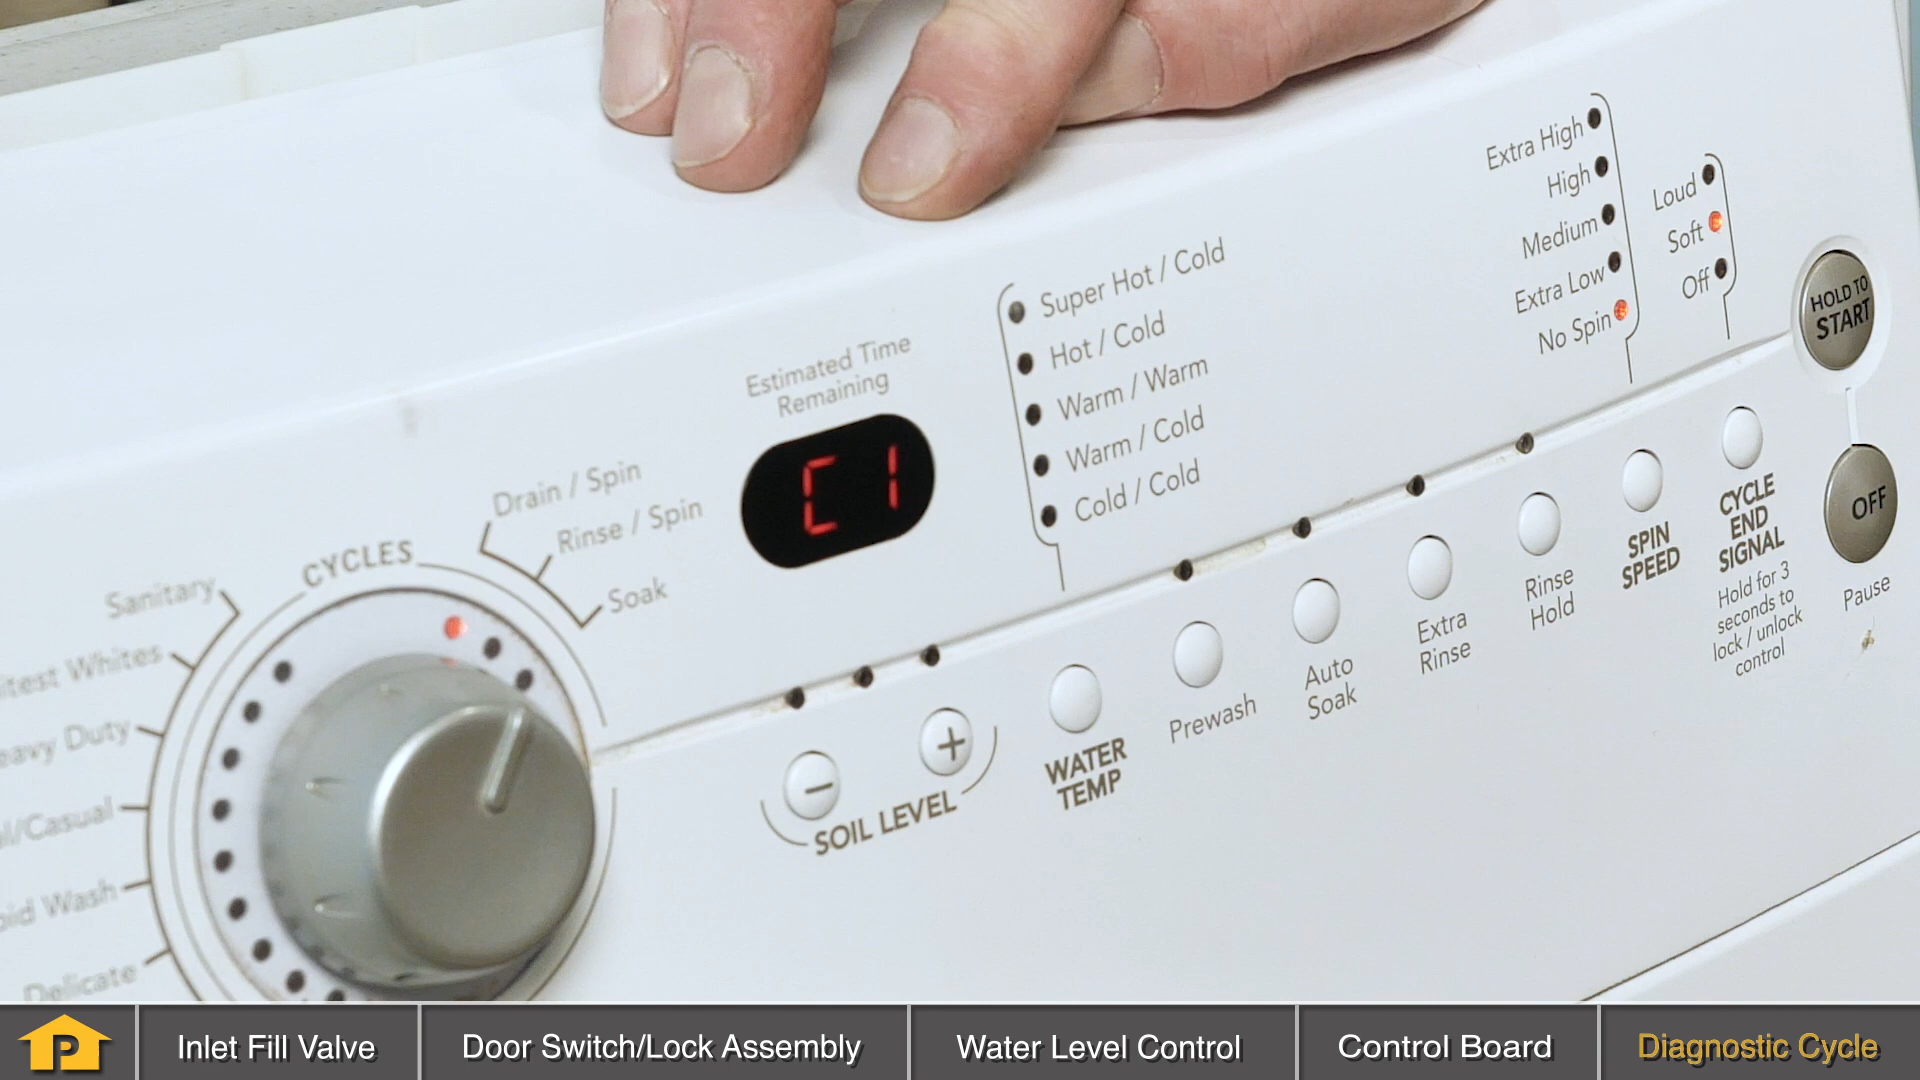 Extra High
High
Medium
Extra Low
No Spin
Loud
Soft
Off
HOLD TO
START
Super Hot / Cold
Hot / Cold
Warm / Warm
Warm / Cold
Cold / Cold
Estimated Time
Remaining
C1
Drain / Spin
Rinse / Spin
Soak
CYCLES
Sanitary
Whites
Duty
/Casual
Wash
Delicate
SOIL LEVEL
−
+
WATER
TEMP
Prewash
Auto
Soak
Extra
Rinse
Rinse
Hold
SPIN
SPEED
CYCLE
END
SIGNAL
Hold for 3
seconds to
lock / unlock
control
OFF
Pause
P
Inlet Fill Valve
Door Switch/Lock Assembly
Water Level Control
Control Board
Diagnostic Cycle